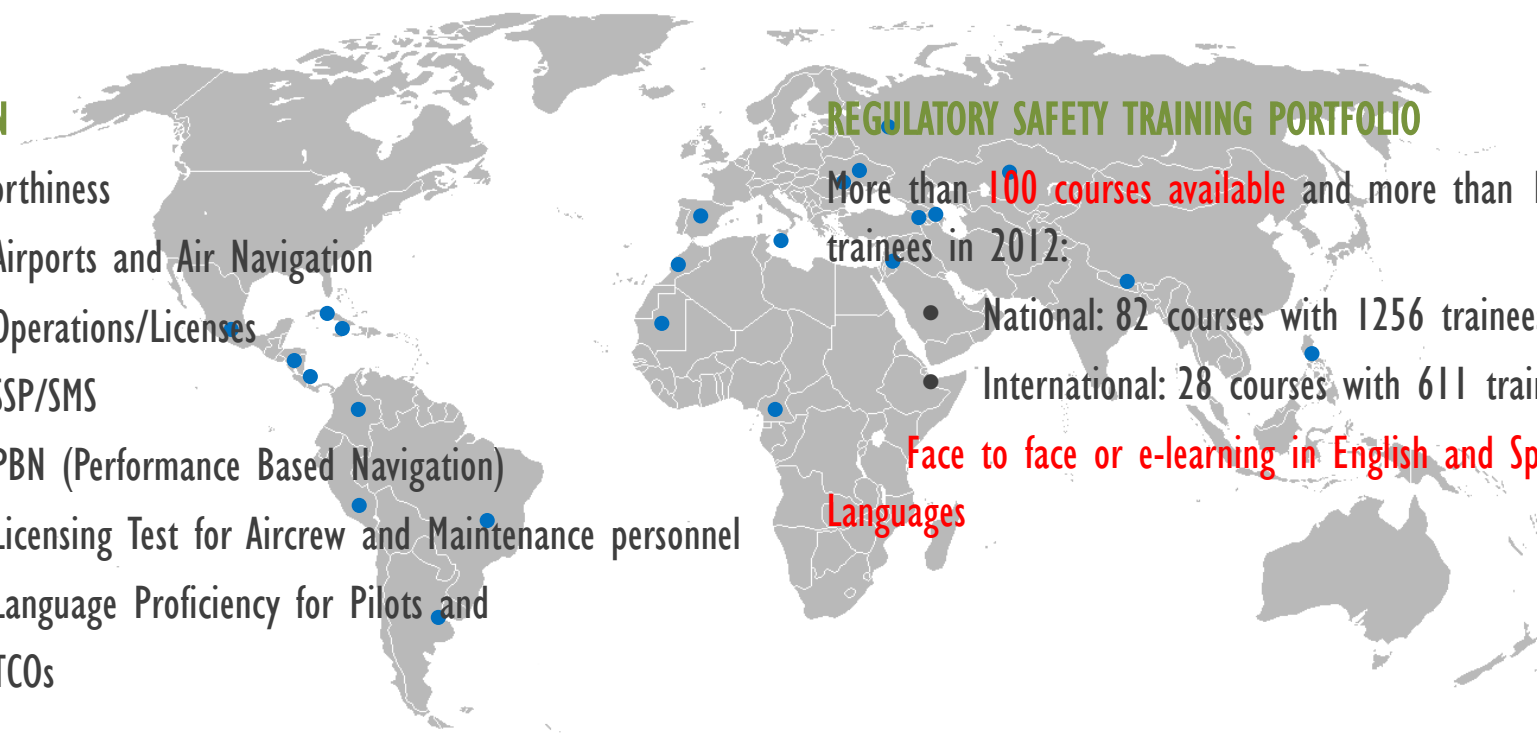 N
orthiness
Airports and Air Navigation
Operations/Licenses
SSP/SMS
PBN (Performance Based Navigation)
Licensing Test for Aircrew and Maintenance personnel
Language Proficiency for Pilots and
TCOs
REGULATORY SAFETY TRAINING PORTFOLIO
More than 100 courses available and more than
trainees in 2012:
• National: 82 courses with 1256 trainee
• International: 28 courses with 611 train
Face to face or e-learning in English and Sp
Languages